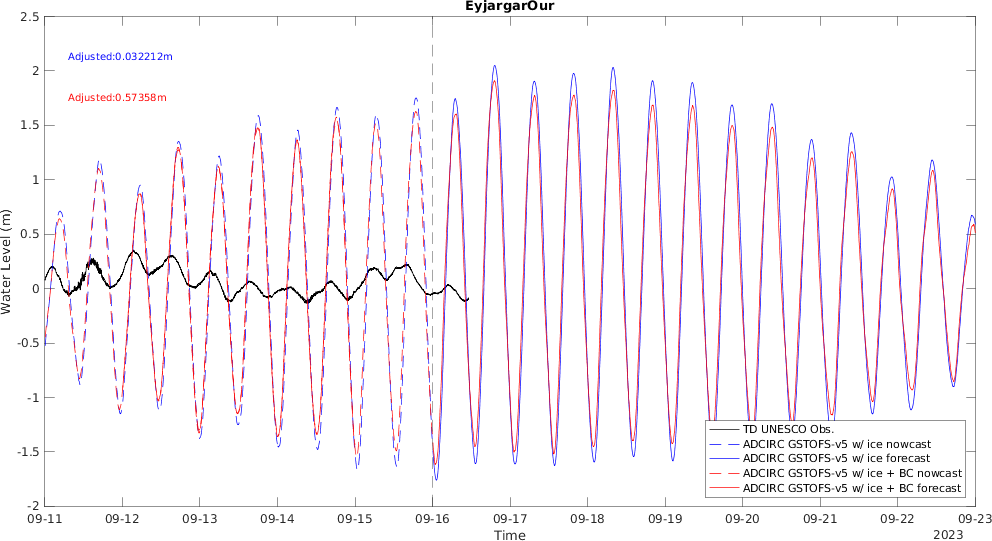 EyjargarOur
2.5
2
1.5
1
0.5
0
-0.5
-1
-1.5
-2
Water Level (m)
Adjusted:0.032212m
Adjusted:0.57358m
TD UNESCO Obs.
ADCIRC GSTOFS-v5 w/ ice nowcast
ADCIRC GSTOFS-v5 w/ ice forecast
ADCIRC GSTOFS-v5 w/ ice + BC nowcast
ADCIRC GSTOFS-v5 w/ ice + BC forecast
09-11 09-12 09-13 09-14 09-15 09-16 09-17 09-18 09-19 09-20 09-21 09-22 09-23
Time
2023